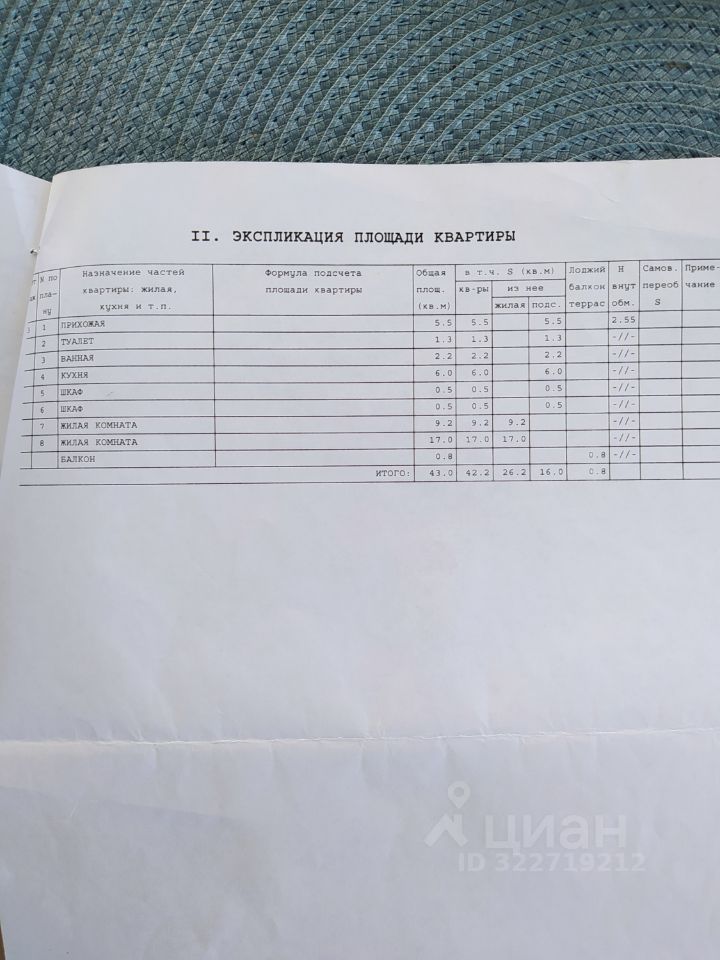 II. ЭКСПЛИКАЦИЯ ПЛОЩАДИ КВАРТИРЫ
N по пла- ну Назначение частей квартиры: жилая, кухня и т.п. Формула подсчета площади квартиры Общая площ. (кв.м) в т.ч. S (кв.м) кв-ры из нее жилая подс. Лоджий балкон террас Н внут обм. Самов. переоб S Приме- чание
3 1 ПРИХОЖАЯ 5.5 5.5 5.5 2.55
2 ТУАЛЕТ 1.3 1.3 1.3 -//-
3 ВАННАЯ 2.2 2.2 2.2 -//-
4 КУХНЯ 6.0 6.0 6.0 -//-
5 ШКАФ 0.5 0.5 0.5 -//-
6 ШКАФ 0.5 0.5 0.5 -//-
7 ЖИЛАЯ КОМНАТА 9.2 9.2 9.2 -//-
8 ЖИЛАЯ КОМНАТА 17.0 17.0 17.0 -//-
БАЛКОН 0.8 0.8 -//-
ИТОГО: 43.0 42.2 26.2 16.0 0.8
циан
ID 322719212